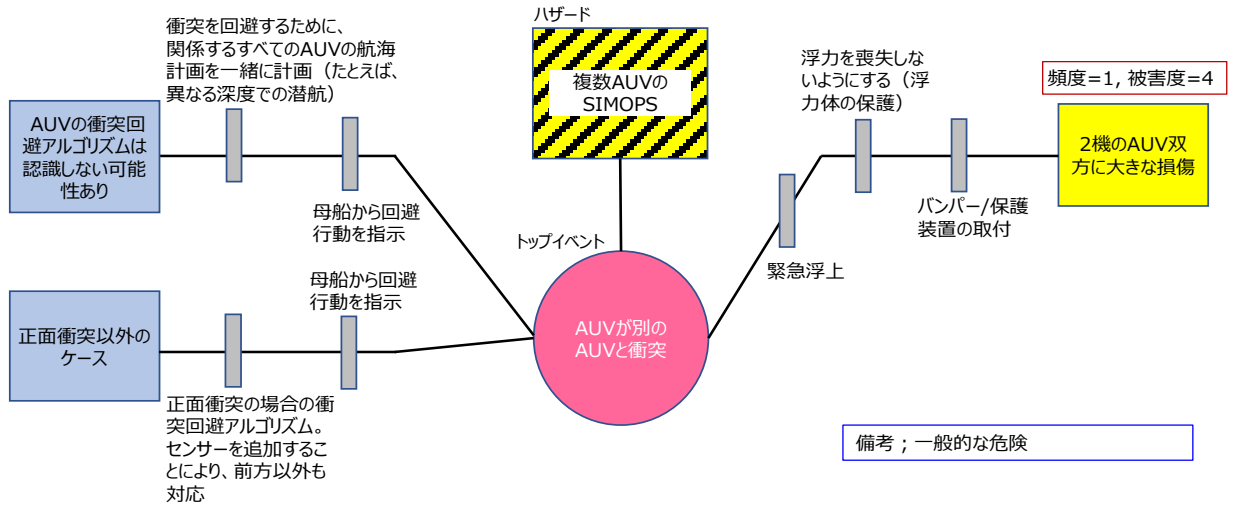 ハザード
複数AUVの
SIMOPS
衝突を回避するために、
関係するすべてのAUVの航海
計画を一緒に計画（たとえば、
異なる深度での潜航）
AUVの衝突回
避アルゴリズムは
認識しない可能
性あり
母船から回避
行動を指示
トップイベント
AUVが別の
AUVと衝突
正面衝突以外の
ケース
母船から回避
行動を指示
正面衝突の場合の衝
突回避アルゴリズム。
センサーを追加するこ
とにより、前方以外も
対応
浮力を喪失しな
いようにする（浮
力体の保護）
緊急浮上
バンパー/保護
装置の取付
頻度=1, 被害度=4
2機のAUV双
方に大きな損傷
備考；一般的な危険